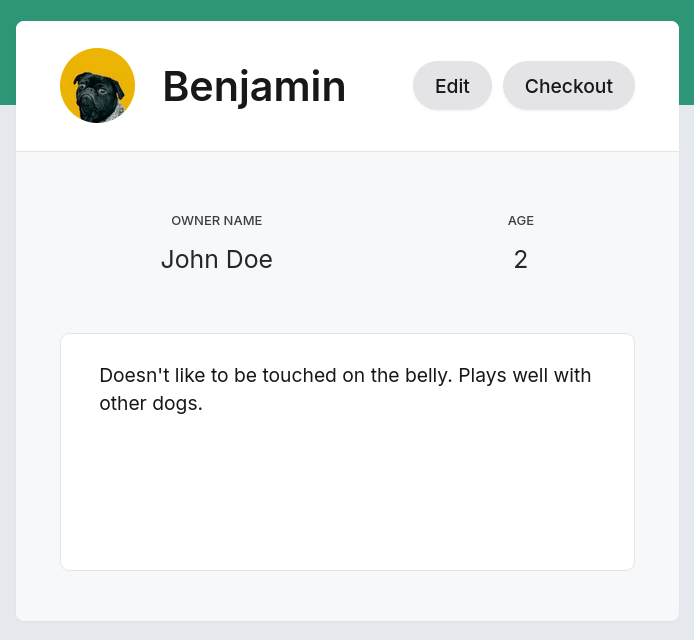 Benjamin
Edit
Checkout
OWNER NAME
AGE
John Doe
2
Doesn't like to be touched on the belly. Plays well with
other dogs.